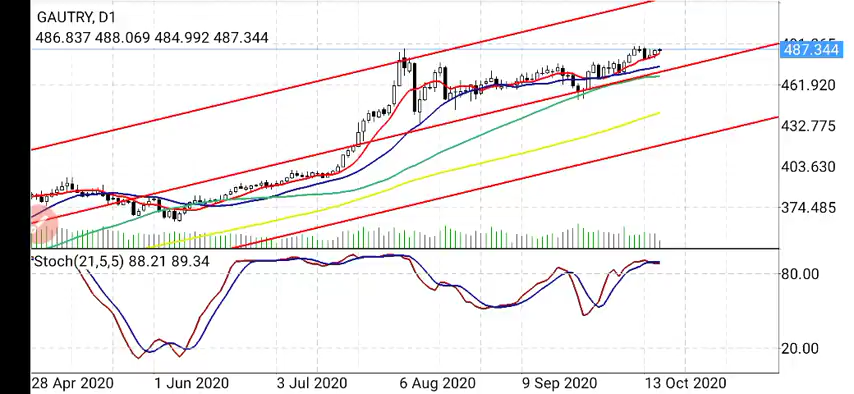 GAUTRY, D1
486.837 488.069 484.992 487.344
487.344
461.920
432.775
403.630
374.485
Stoch(21,5,5) 88.21 89.34
80.00
20.00
28 Apr 2020 1 Jun 2020 3 Jul 2020 6 Aug 2020 9 Sep 2020 13 Oct 2020